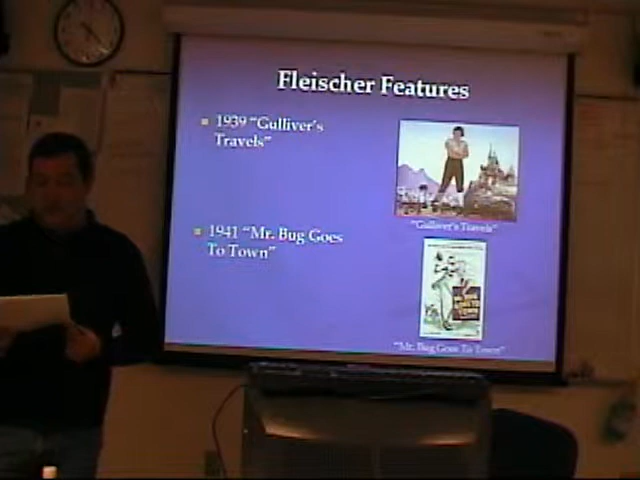 Fleischer Features
1939 “Gulliver’s
Travels”
"Gulliver's Travels"
1941 “Mr. Bug Goes
To Town”
"Mr. Bug Goes To Town"